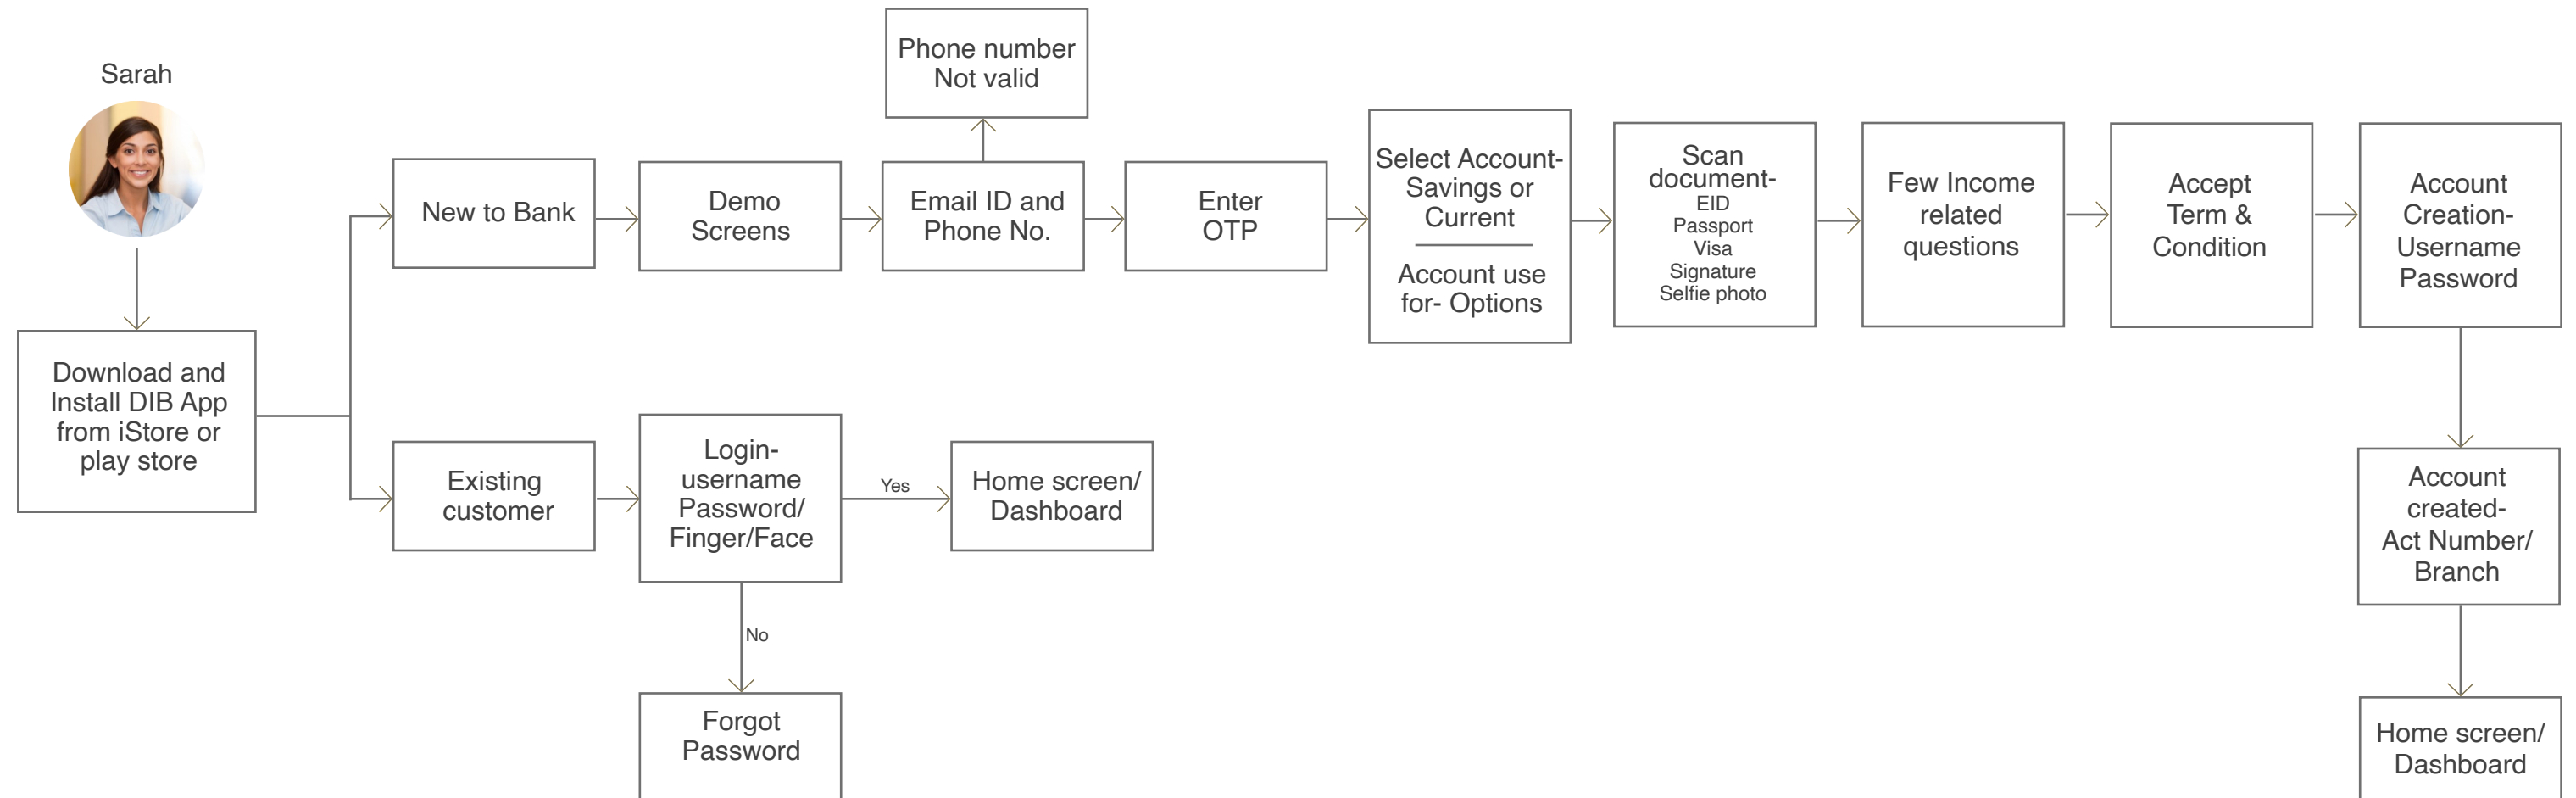 Sarah
Download and
Install DIB App
from iStore or
play store
New to Bank
Demo
Screens
Phone number
Not valid
Email ID and
Phone No.
Enter
OTP
Select Account-
Savings or
Current
Account use
for- Options
Scan
document-
EID
Passport
Visa
Signature
Selfie photo
Few Income
related
questions
Accept
Term &
Condition
Account
Creation-
Username
Password
Account
created-
Act Number/
Branch
Home screen/
Dashboard
Existing
customer
Login-
username
Password/
Finger/Face
Yes
Home screen/
Dashboard
No
Forgot
Password